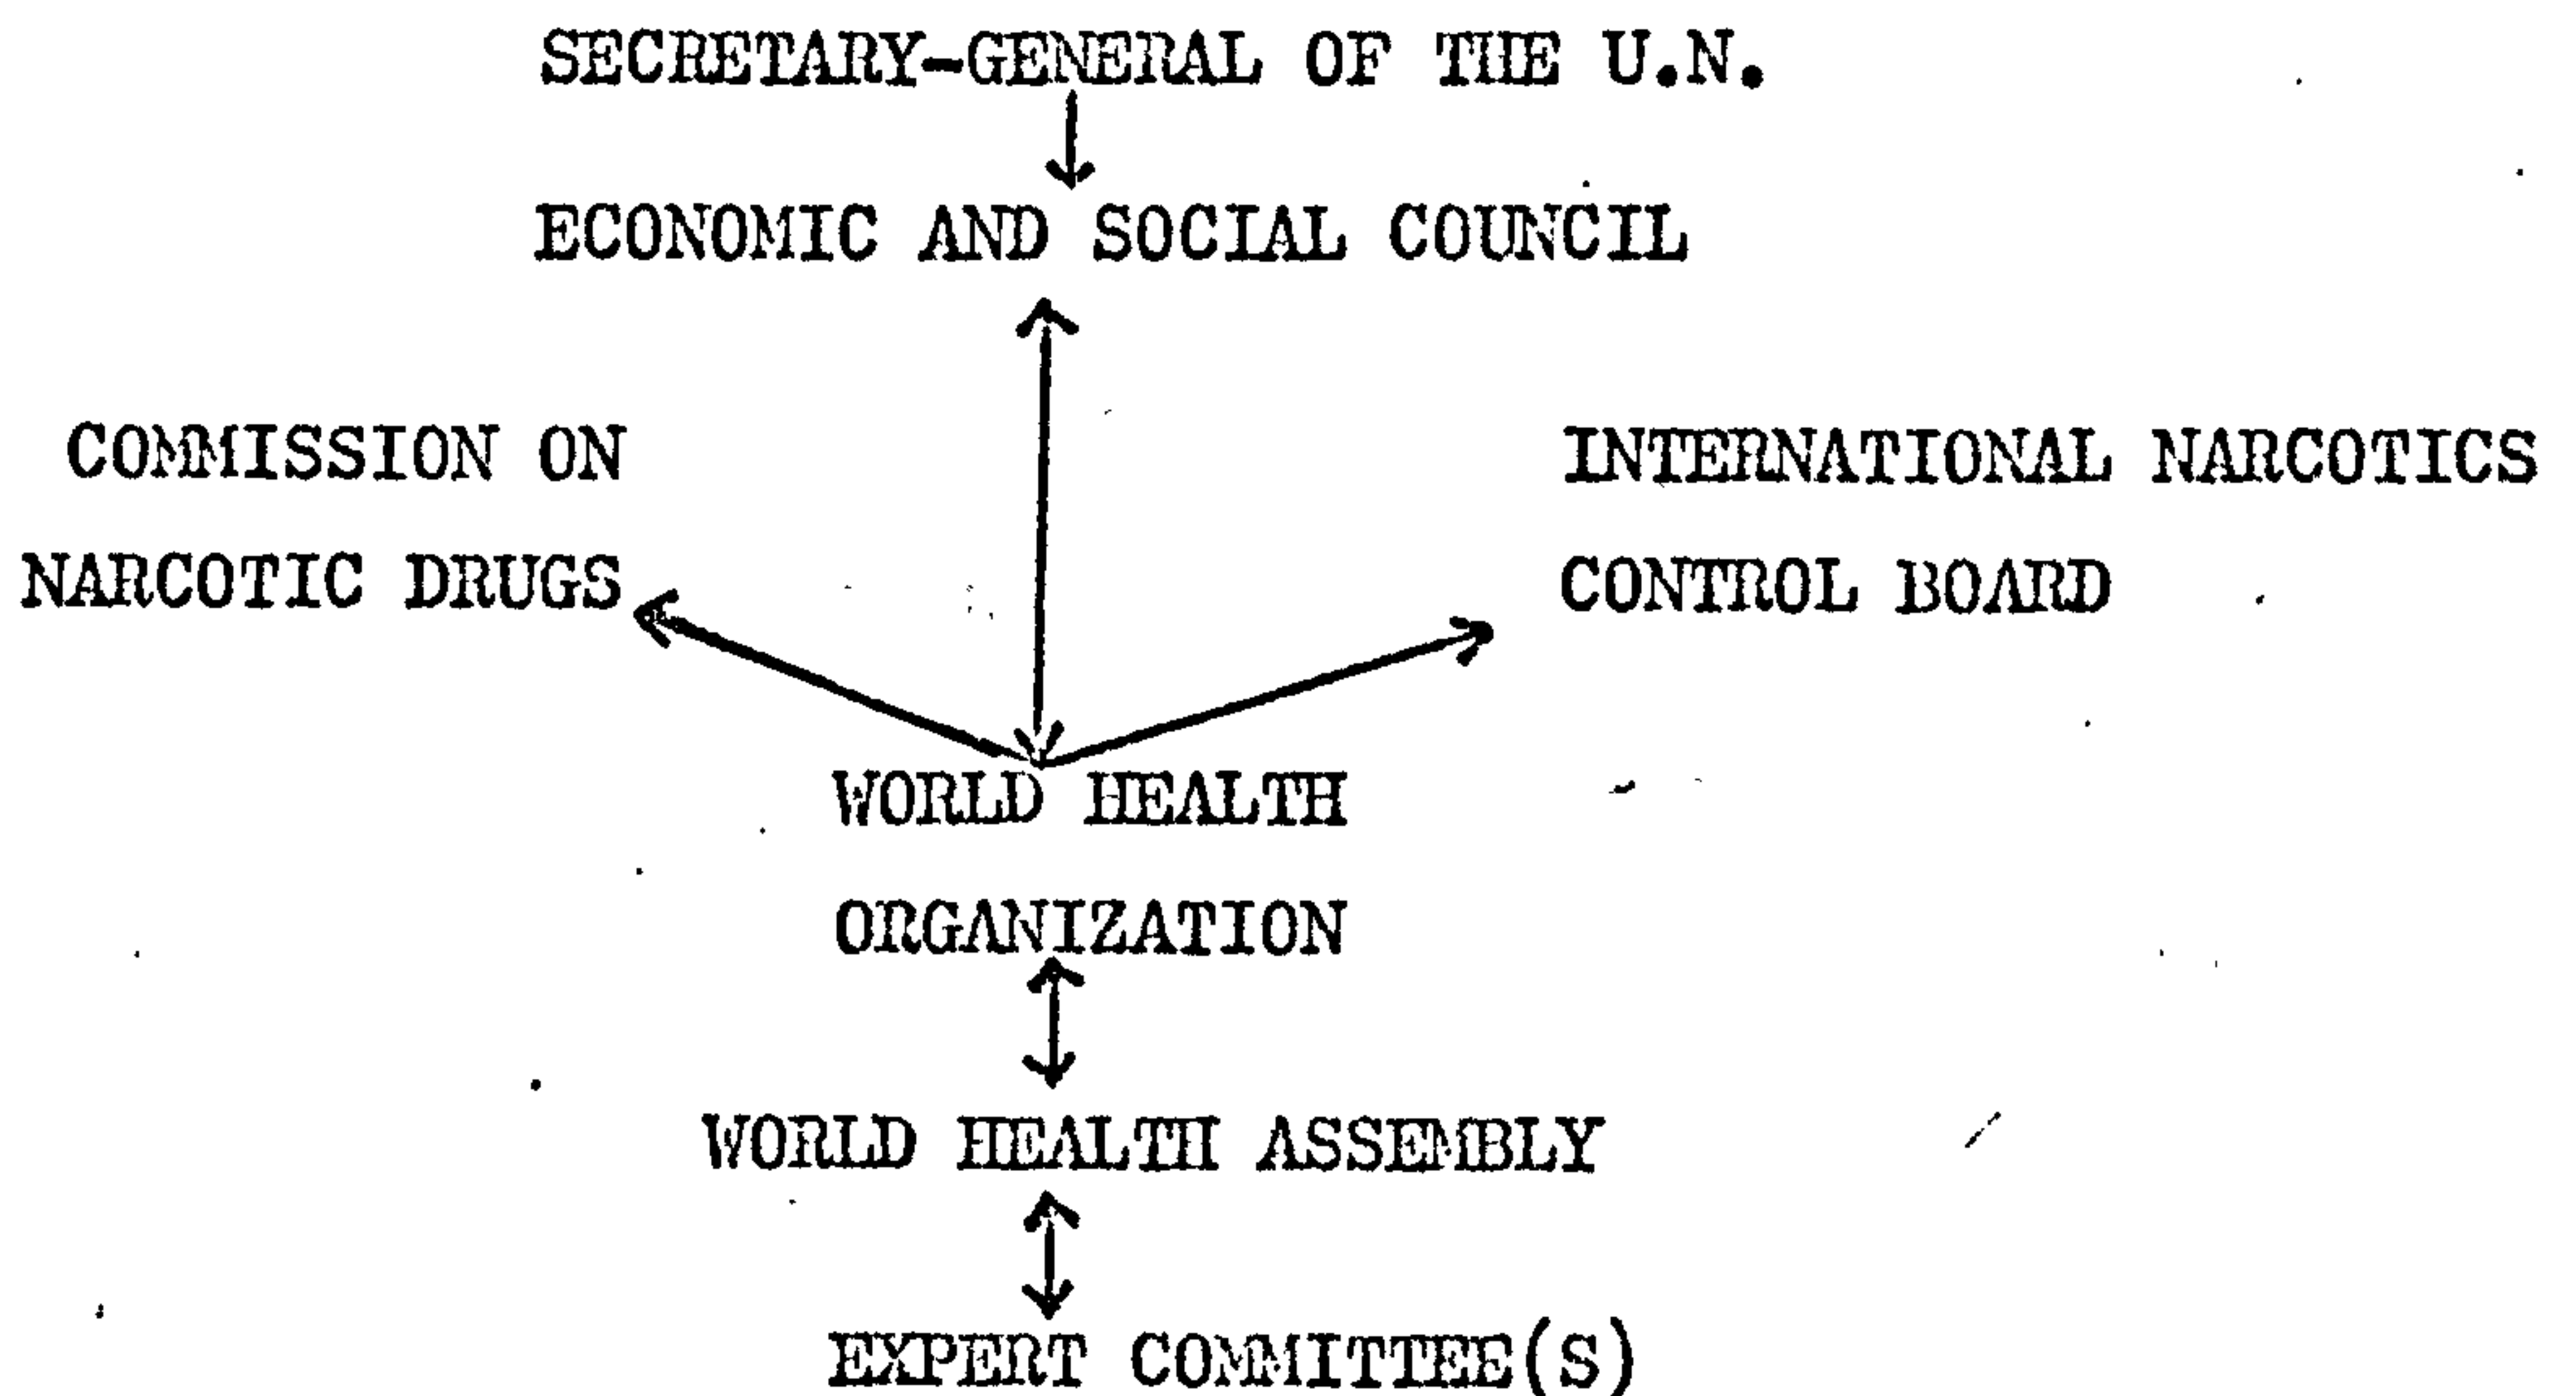 SECRETARY-GENERAL OF THE U.N.
ECONOMIC AND SOCIAL COUNCIL
COMMISSION ON
NARCOTIC DRUGS
INTERNATIONAL NARCOTICS
CONTROL BOARD
WORLD HEALTH
ORGANIZATION
WORLD HEALTH ASSEMBLY
EXPERT COMMITTEE(S)